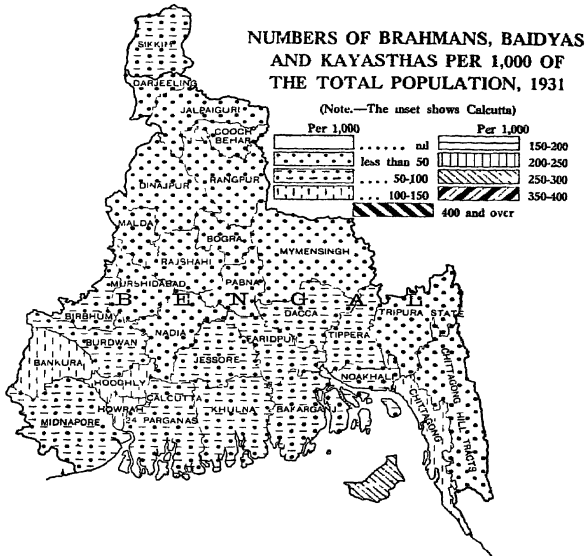 NUMBERS OF BRAHMANS, BAIDYAS
AND KAYASTHAS PER 1,000 OF
THE TOTAL POPULATION, 1931
(Note.—The inset shows Calcutta)
Per 1,000
Per 1,000
..... nil
150-200
less than 50
200-250
..... 50-100
250-300
..... 100-150
350-400
400 and over
SIKKIM
DARJEELING
JALPAIGURI
COOCH
BEHAR
DINAJPUR
RANGPUR
MALDA
BOGRA
MYMENSINGH
RAJSHAHI
MURSHIDABAD
PABNA
BENGAL
BIRBHUM
DACCA
TRIPURA STATE
BURDWAN
NADIA
FARIDPUR
TIPPERA
BANKURA
JESSORE
NOAKHALI
CHITTAGONG HILL TRACTS
HOOGHLY
CALCUTTA
HOWRAH
KHULNA
BAKARGANJ
CHITTAGONG
MIDNAPORE
24 PARGANAS